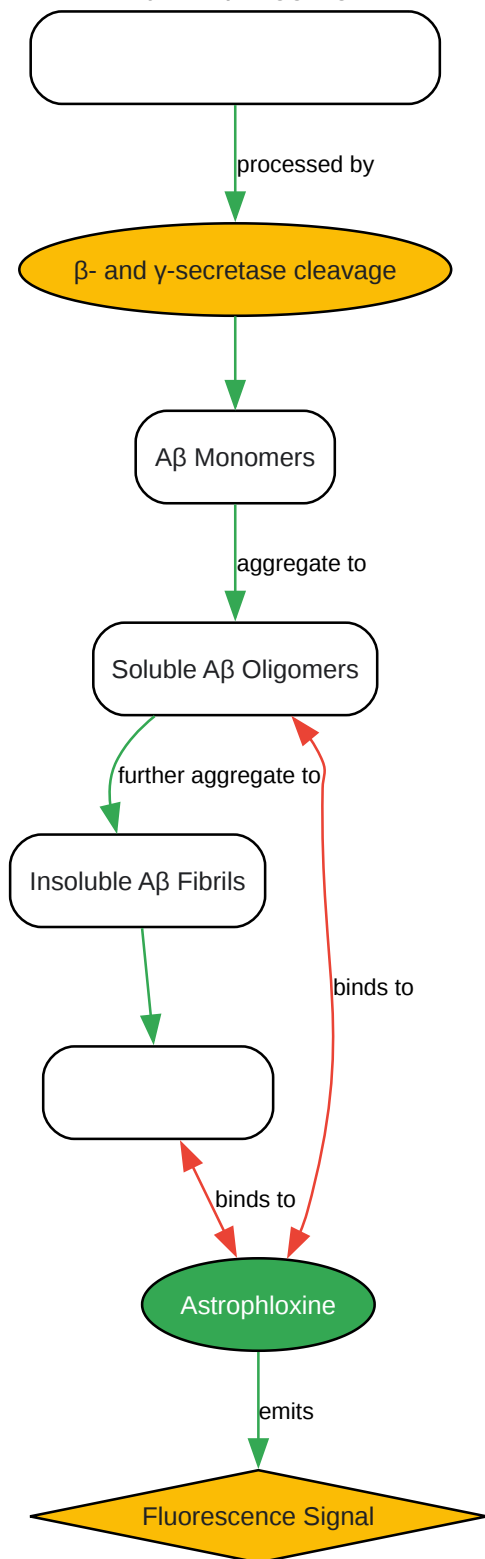 processed by
β- and γ-secretase cleavage
Aβ Monomers
aggregate to
Soluble Aβ Oligomers
further aggregate to
Insoluble Aβ Fibrils
binds to
binds to
Astrophloxine
emits
Fluorescence Signal